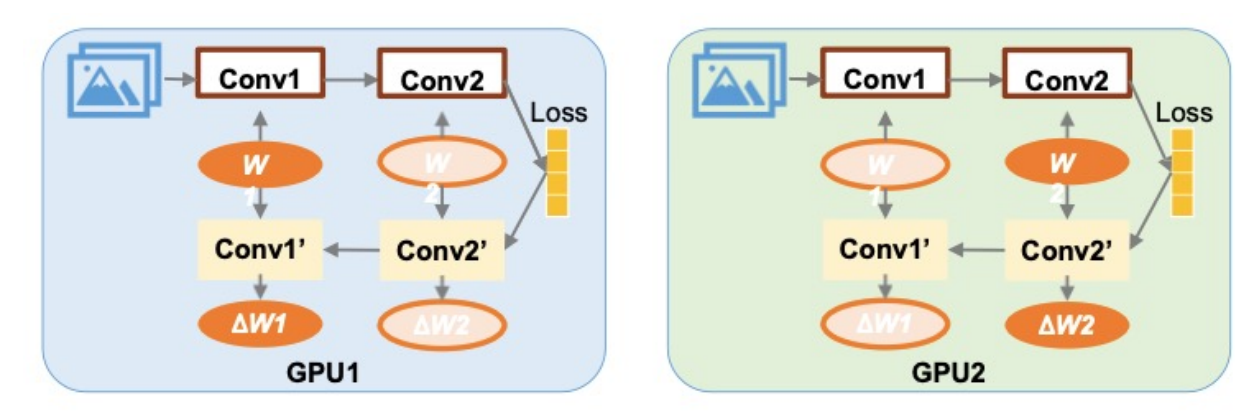 Conv1
Conv2
Loss
W
1
W
2
Conv1’
Conv2’
ΔW1
ΔW2
GPU1
Conv1
Conv2
Loss
W
1
W
2
Conv1’
Conv2’
ΔW1
ΔW2
GPU2